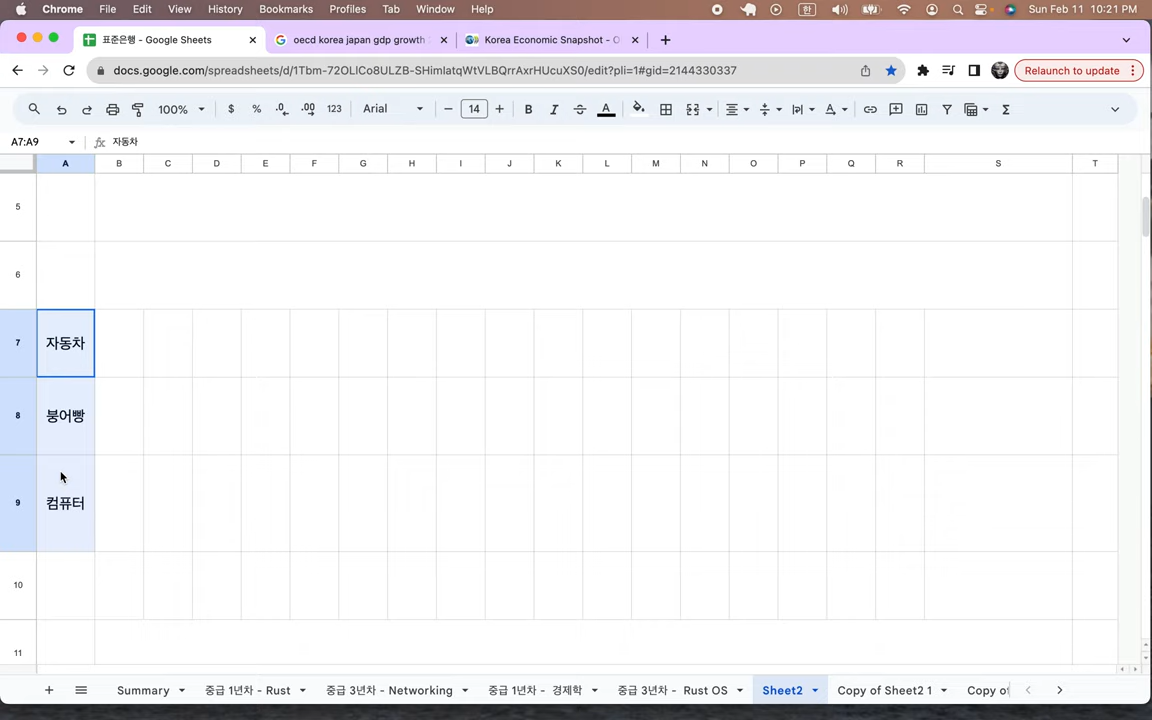 Chrome File Edit View History Bookmarks Profiles Tab Window Help 한 Sun Feb 11 10:21 PM
표준은행 - Google Sheets oecd korea japan gdp growth Korea Economic Snapshot - O
docs.google.com/spreadsheets/d/1Tbm-72OLlCo8ULZB-SHimlatqWtVLBQrrAxrHUcuXS0/edit?pli=1#gid=2144330337 Relaunch to update
100% $ % .0 .00 123 Arial 14 B I A
A7:A9 fx 자동차
A B C D E F G H I J K L M N O P Q R S T
5
6
7 자동차
8 붕어빵
9 컴퓨터
10
11
Summary 중급 1년차 - Rust 중급 3년차 - Networking 중급 1년차 - 경제학 중급 3년차 - Rust OS Sheet2 Copy of Sheet2 1 Copy of